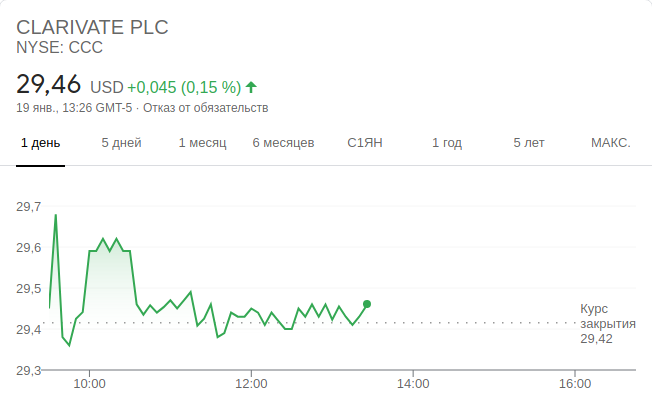 CLARIVATE PLC
NYSE: CCC
29,46 USD +0,045 (0,15 %)
19 янв., 13:26 GMT-5 · Отказ от обязательств
1 день 5 дней 1 месяц 6 месяцев С1ЯН 1 год 5 лет МАКС.
29,7
29,6
29,5
29,4
29,3
Курс
закрытия
29,42
10:00 12:00 14:00 16:00